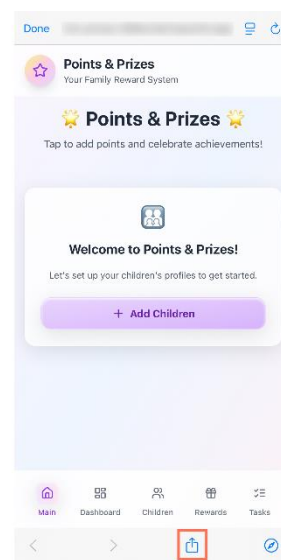 Done
Points & Prizes
Your Family Reward System
Points & Prizes
Tap to add points and celebrate achievements!
Welcome to Points & Prizes!
Let's set up your children's profiles to get started.
+ Add Children
Main Dashboard Children Rewards Tasks